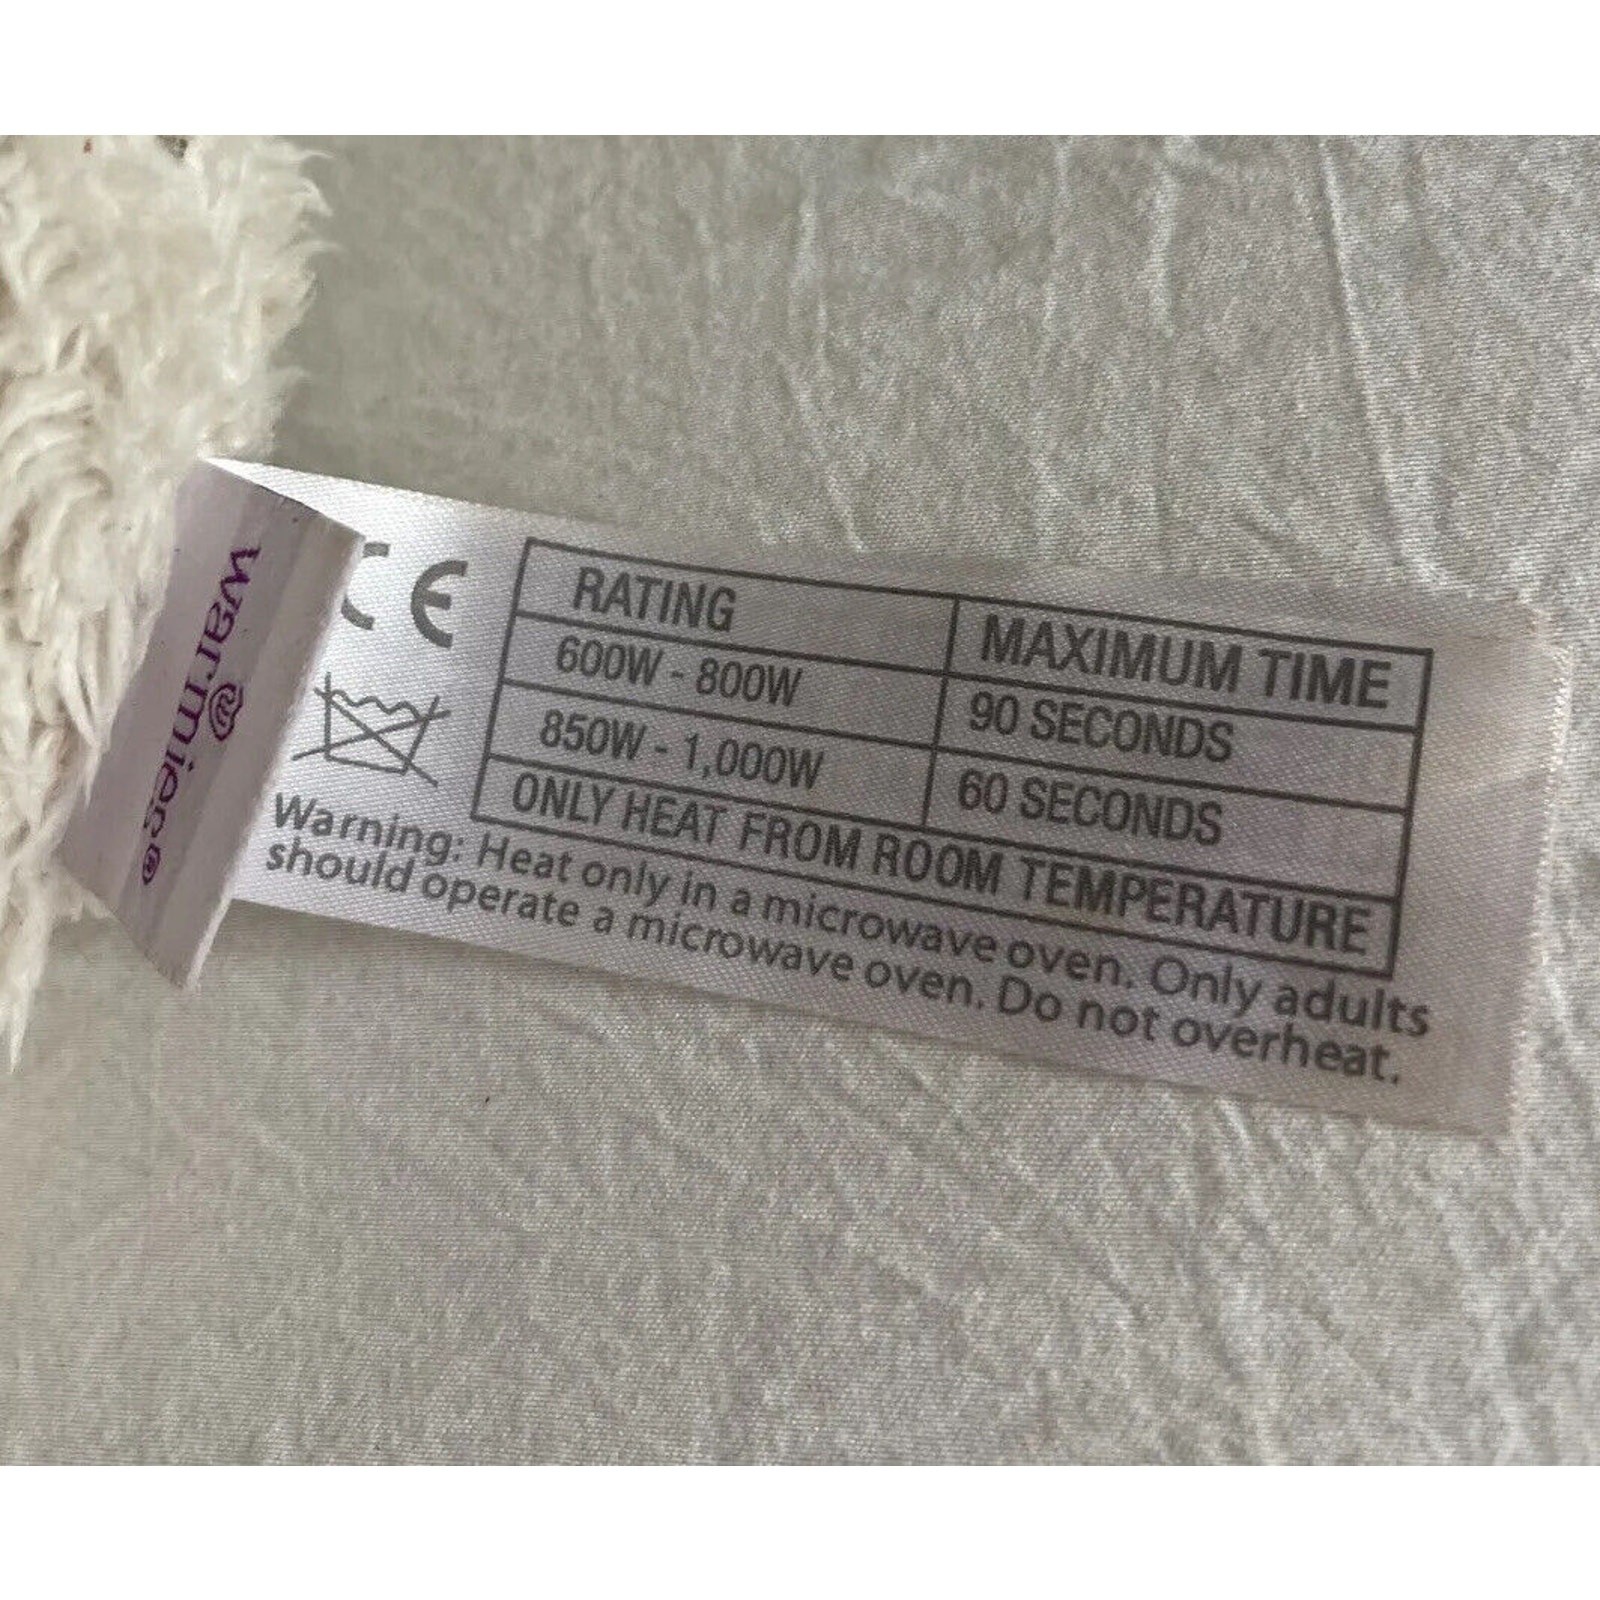 warmies®
CE
RATING MAXIMUM TIME
600W - 800W 90 SECONDS
850W - 1,000W 60 SECONDS
ONLY HEAT FROM ROOM TEMPERATURE
Warning: Heat only in a microwave oven. Only adults
should operate a microwave oven. Do not overheat.